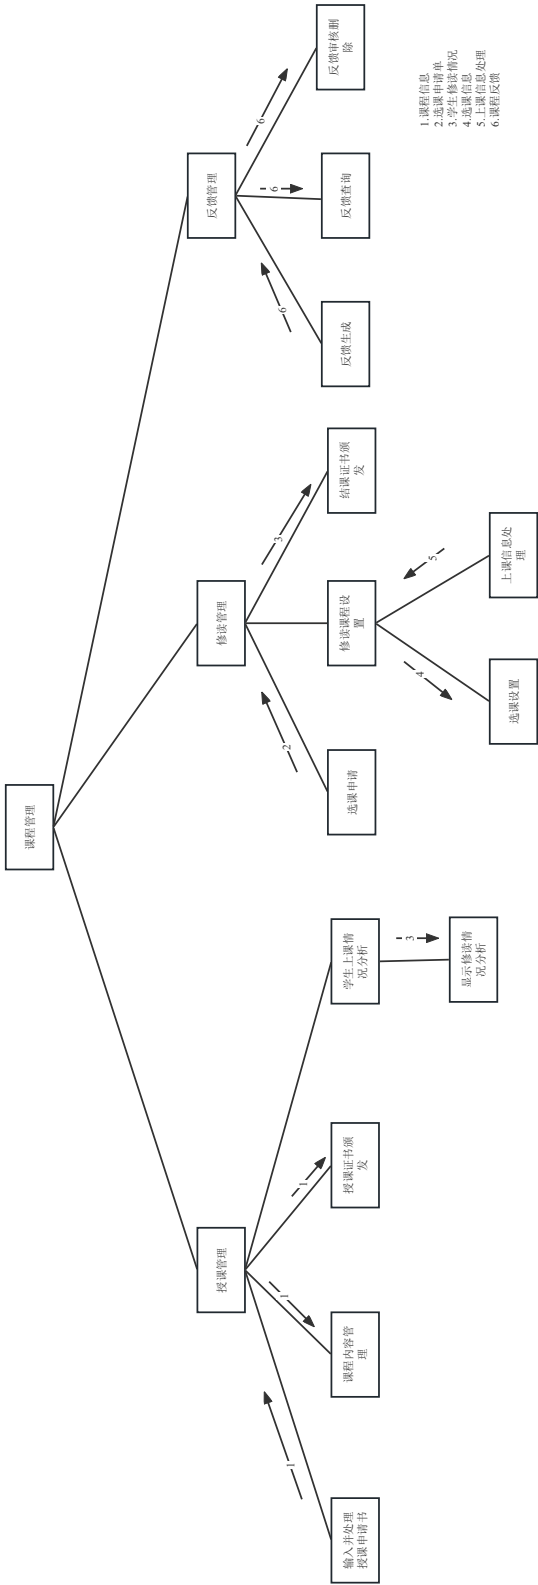 课程管理
授课管理
修读管理
反馈管理
输入并处理
授课申请书
课程内容管
理
授课证书颁
发
学生上课情
况分析
选课申请
修读课程设
置
结课证书颁
发
反馈生成
反馈查询
反馈审核删
除
显示修读情
况分析
选课设置
上课信息处
理
1
1
1
3
2
3
4
5
6
6
6
1.课程信息
2.选课申请单
3.学生修读情况
4.选课信息
5.上课信息处理
6.课程反馈